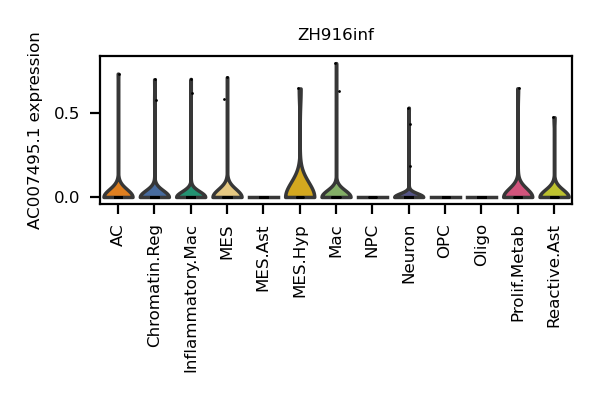 ZH916inf
AC007495.1 expression
0.5
0.0
AC
Chromatin.Reg
Inflammatory.Mac
MES
MES.Ast
MES.Hyp
Mac
NPC
Neuron
OPC
Oligo
Prolif.Metab
Reactive.Ast